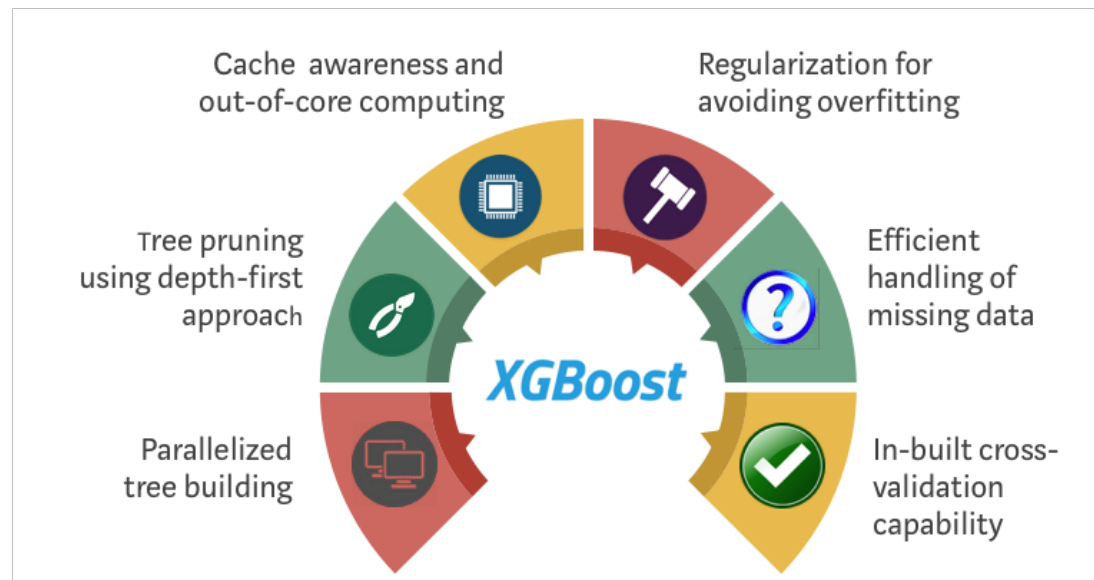 Cache awareness and
out-of-core computing
Regularization for
avoiding overfitting
Tree pruning
using depth-first
approach
Efficient
handling of
missing data
XGBoost
Parallelized
tree building
In-built cross-
validation
capability